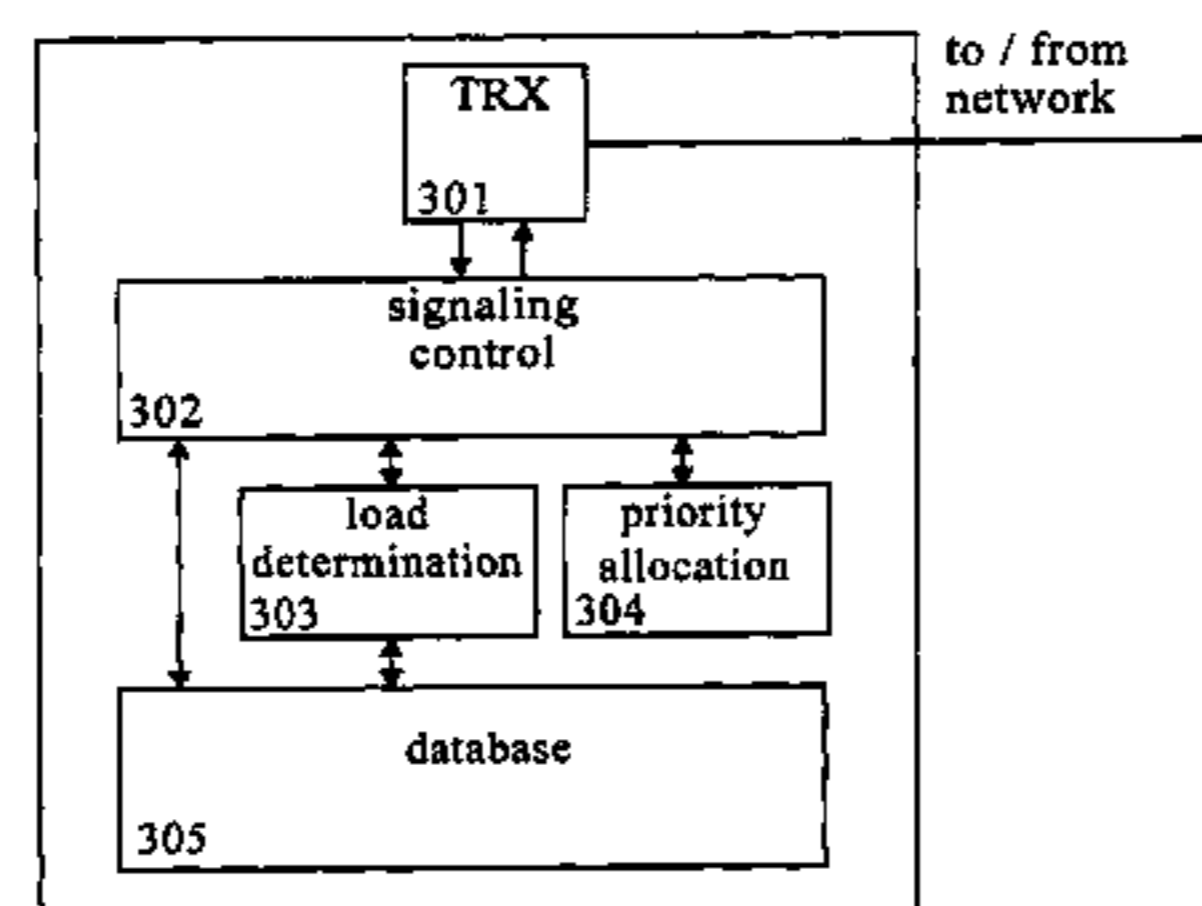 to / from
network
TRX
301
signaling
control
302
load
determination
303
priority
allocation
304
database
305